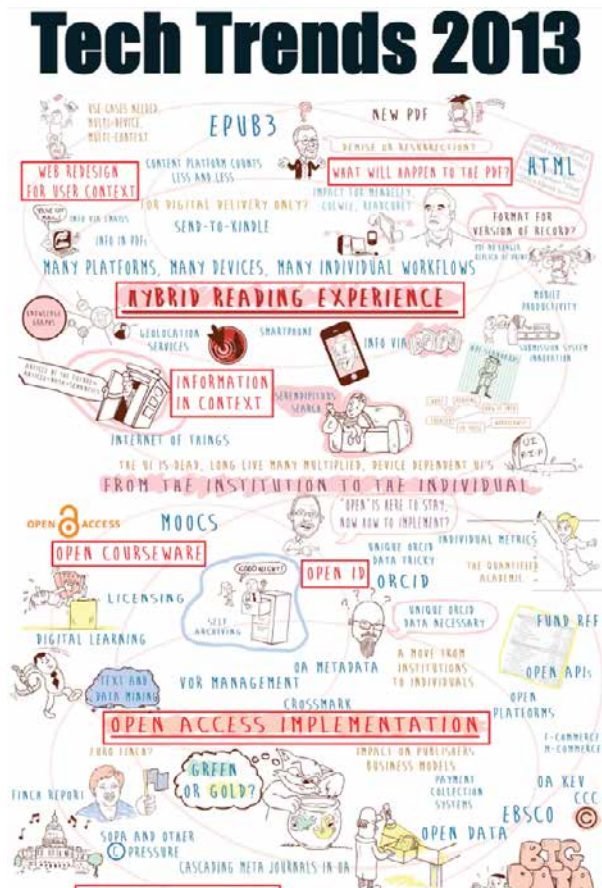 Tech Trends 2013
USE CASES NEEDED,
MULTI-DEVICE,
MULTI-CONTEXT
EPUB3
NEW PDF
DEMISE OR RESURRECTION?
WEB REDESIGN
FOR USER CONTEXT
CONTENT PLATFORM COUNTS
LESS AND LESS
WHAT WILL HAPPEN TO THE PDF?
HTML
FOR DIGITAL DELIVERY ONLY?
IMPACT FOR MENDELEY,
COLWIZ, READCUBE?
SEND-TO-KINDLE
FORMAT FOR
VERSION OF RECORD?
INFO VIA EMAILS
INFO IN PDFs
PDF NO LONGER
REPLICA OF PRINT
MANY PLATFORMS, MANY DEVICES, MANY INDIVIDUAL WORKFLOWS
HYBRID READING EXPERIENCE
MOBILE
PRODUCTIVITY
KNOWLEDGE
GRAPHS
GEOLOCATION
SERVICES
SMARTPHONE
INFO VIA
SUBMISSION SYSTEM
INNOVATION
INFORMATION
IN CONTEXT
SERENDIPITOUS
SEARCH
INTERNET OF THINGS
UI
R.I.P
THE UI IS DEAD, LONG LIVE MANY MULTIPLIED, DEVICE DEPENDENT UI'S
FROM THE INSTITUTION TO THE INDIVIDUAL
OPEN ACCESS
MOOCS
"OPEN" IS HERE TO STAY,
NOW HOW TO IMPLEMENT?
OPEN COURSEWARE
GOOD NIGHT!
OPEN ID
UNIQUE ORCID
DATA TRICKY
ORCID
INDIVIDUAL METRICS
THE QUANTIFIED
ACADEMIC
LICENSING
SELF
ARCHIVING
UNIQUE ORCID
DATA NECESSARY
FUND REF
DIGITAL LEARNING
TEXT AND
DATA MINING
VOR MANAGEMENT
OA METADATA
A MOVE FROM
INSTITUTIONS
TO INDIVIDUALS
OPEN APIs
OPEN
PLATFORMS
CROSSMARK
OPEN ACCESS IMPLEMENTATION
E-COMMERCE
M-COMMERCE
EURO FINCH?
GREEN
OR GOLD?
IMPACT ON PUBLISHERS
BUSINESS MODELS
PAYMENT
COLLECTION
SYSTEMS
OA KEV
CCC
FINCH REPORT
EBSCO
©
SOPA AND OTHER
© PRESSURE
OPEN DATA
CASCADING META JOURNALS IN OA
BIG
DATA